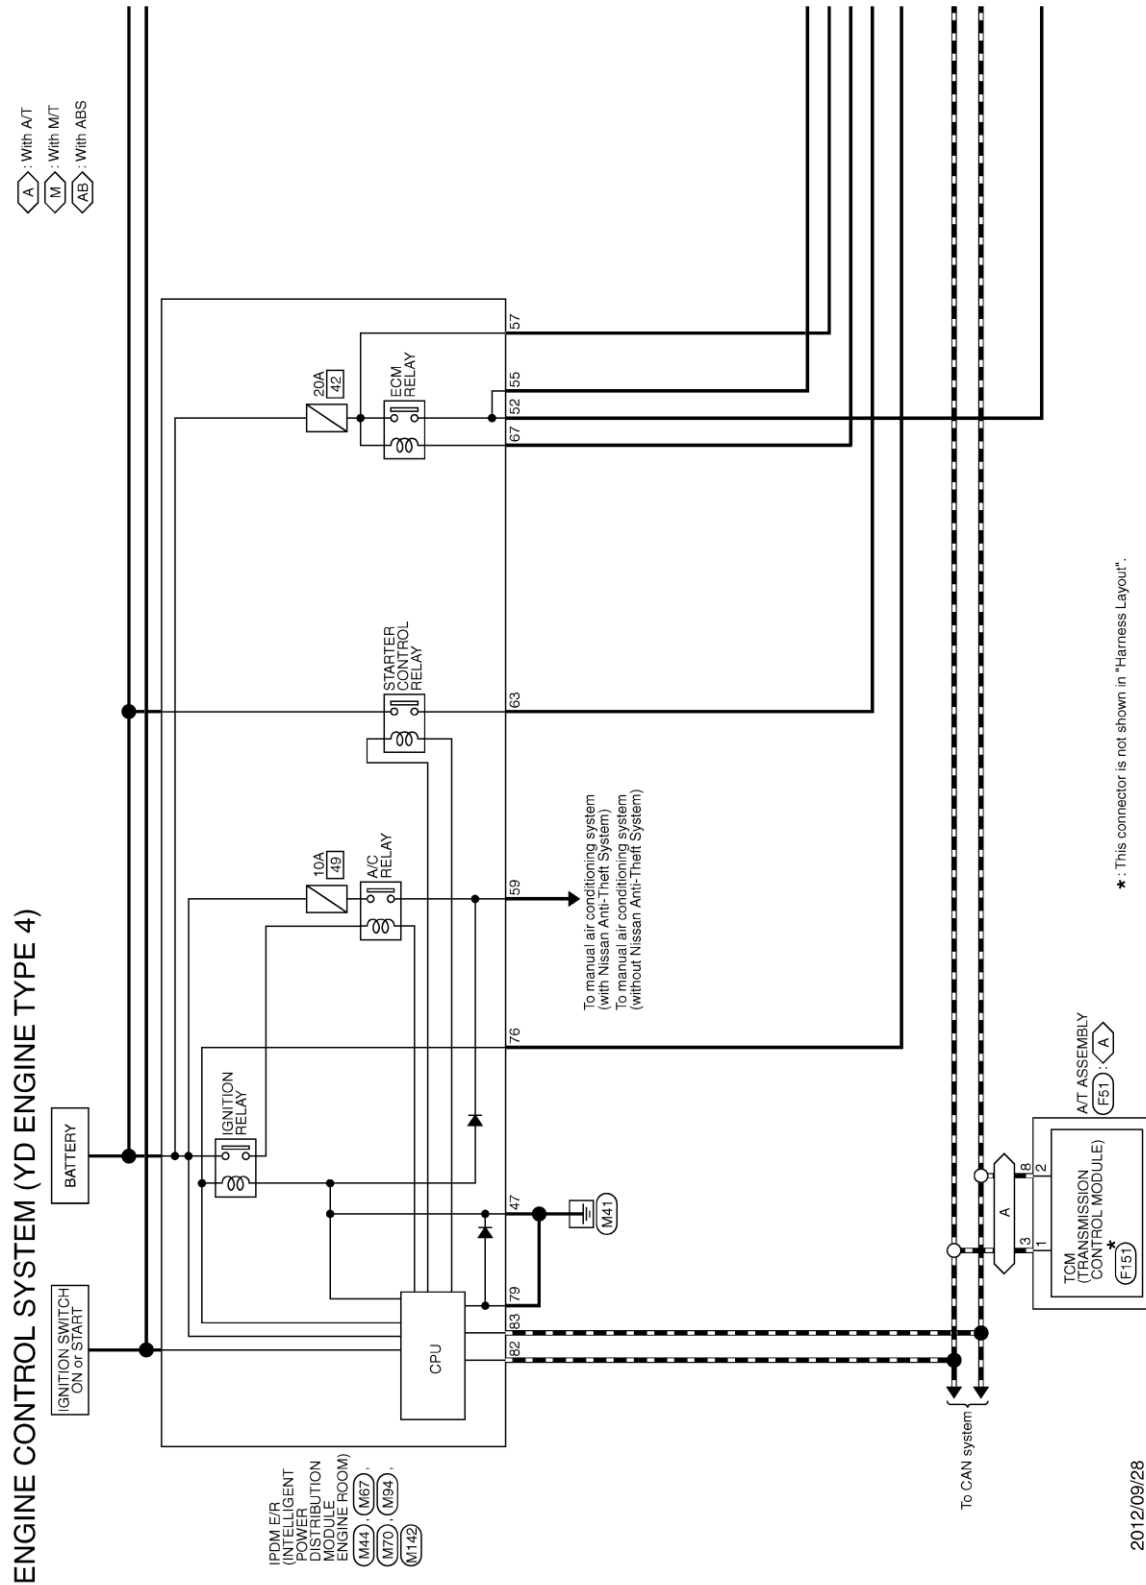 ENGINE CONTROL SYSTEM (YD ENGINE TYPE 4)
A : With A/T
M : With M/T
AB : With ABS
IGNITION SWITCH
ON or START
BATTERY
IPDM E/R
(INTELLIGENT
POWER
DISTRIBUTION
MODULE
ENGINE ROOM)
M44 , M67 ,
M70 , M94 ,
M142
IGNITION
RELAY
10A
49
A/C
RELAY
STARTER
CONTROL
RELAY
20A
42
ECM
RELAY
CPU
82
83
79
47
76
59
63
67
52
55
57
M41
To manual air conditioning system
(with Nissan Anti-Theft System)
To manual air conditioning system
(without Nissan Anti-Theft System)
To CAN system
A
3
8
1
2
TCM
(TRANSMISSION
CONTROL MODULE)
*
F151
A/T ASSEMBLY
F51 : A
* : This connector is not shown in "Harness Layout".
2012/09/28